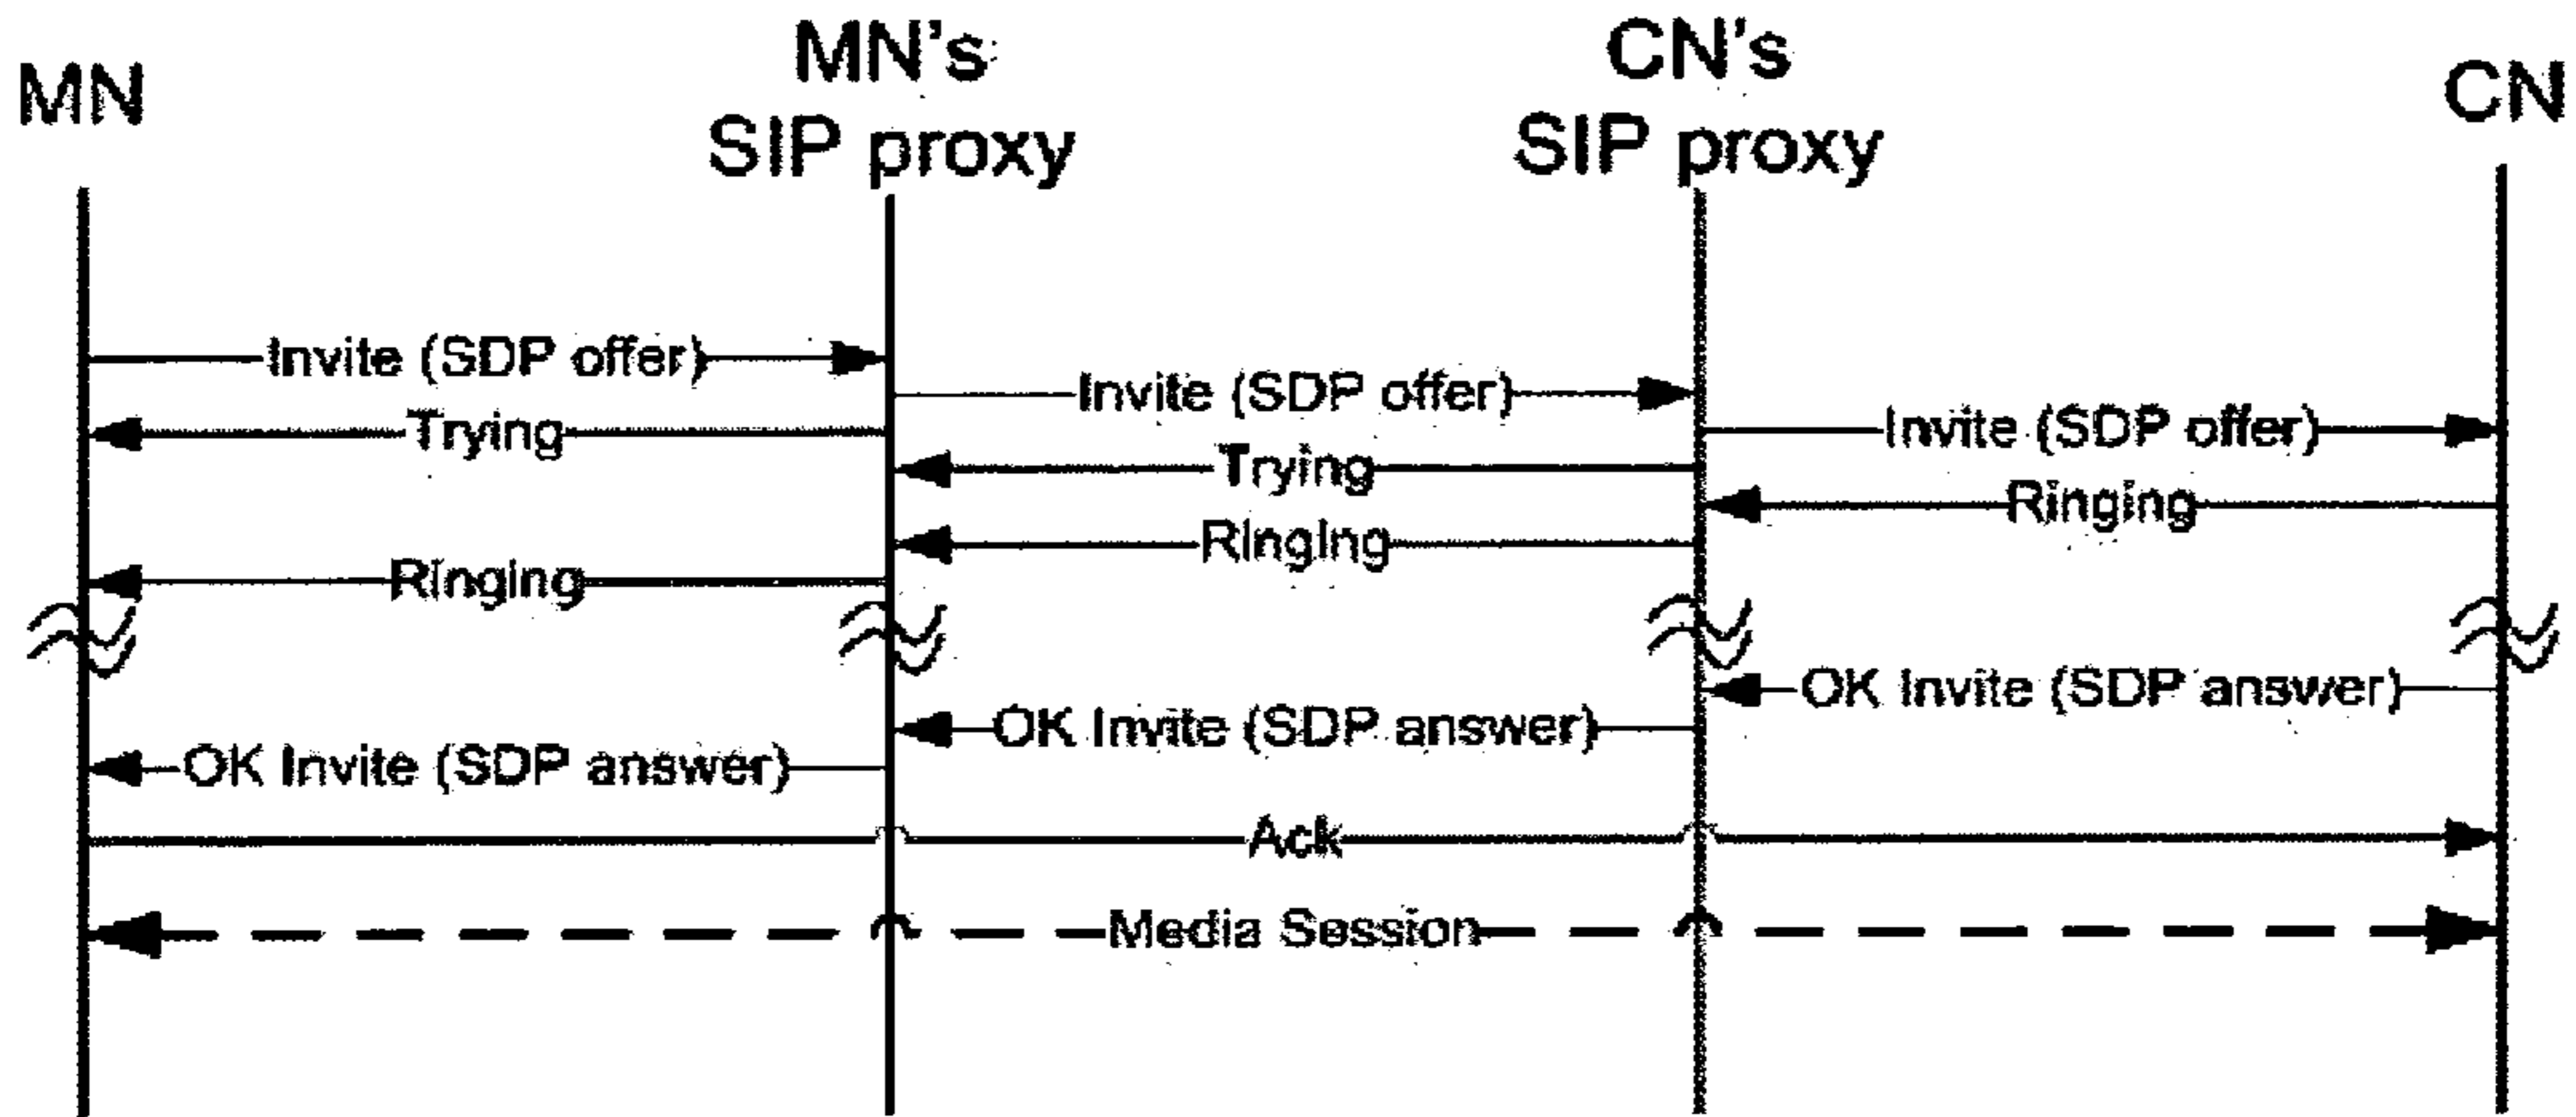 MN
MN's
SIP proxy
CN's
SIP proxy
CN
Invite (SDP offer)
Invite (SDP offer)
Trying
Invite (SDP offer)
Trying
Ringing
Ringing
Ringing
OK Invite (SDP answer)
OK Invite (SDP answer)
OK Invite (SDP answer)
Ack
Media Session